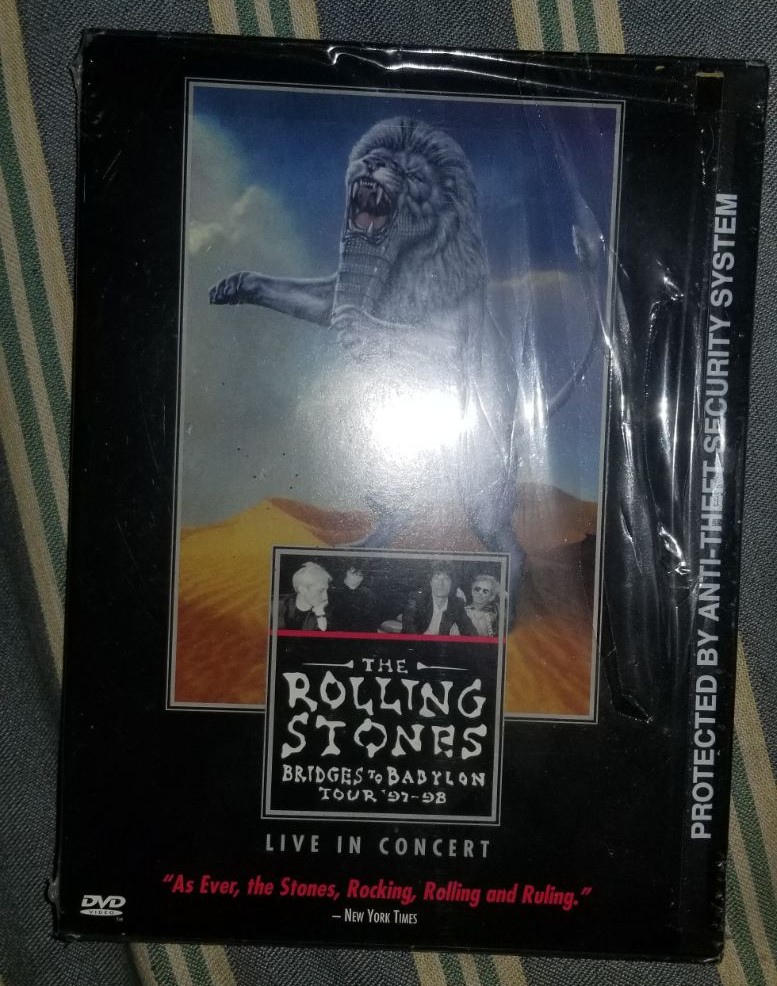 THE
ROLLING
STONES
BRIDGES TO BABYLON
TOUR '97-98
LIVE IN CONCERT
“As Ever, the Stones, Rocking, Rolling and Ruling.”
– NEW YORK TIMES
DVD
VIDEO
TM
PROTECTED BY ANTI-THEFT SECURITY SYSTEM